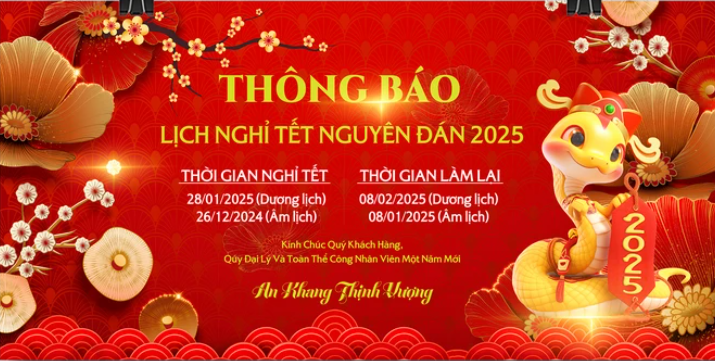 THÔNG BÁO
LỊCH NGHỈ TẾT NGUYÊN ĐÁN 2025
THỜI GIAN NGHỈ TẾT
28/01/2025 (Dương lịch)
26/12/2024 (Âm lịch)
THỜI GIAN LÀM LẠI
08/02/2025 (Dương lịch)
08/01/2025 (Âm lịch)
Kính Chúc Quý Khách Hàng,
Qúy Đại Lý Và Toàn Thể Công Nhân Viên Một Năm Mới
An Khang Thịnh Vượng
2025